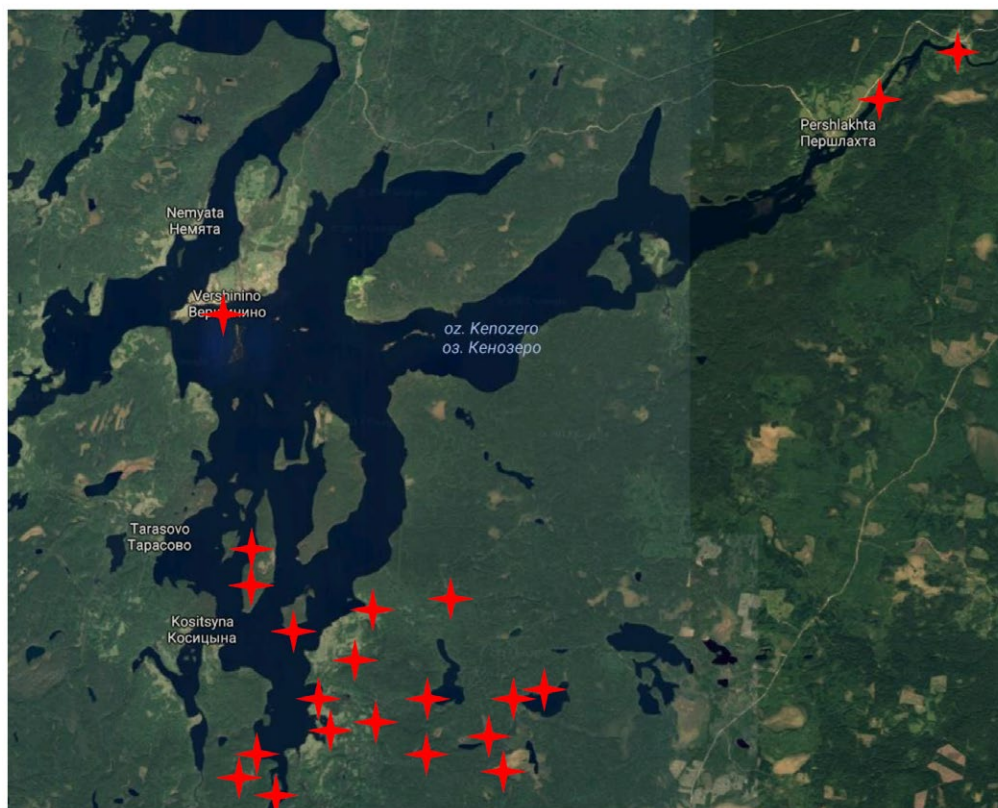 Pershlakhta
Першлахта
Nemyata
Немята
Vershinino
Вершинино
oz. Kenozero
оз. Кенозеро
Tarasovo
Тарасово
Kositsyna
Косицына